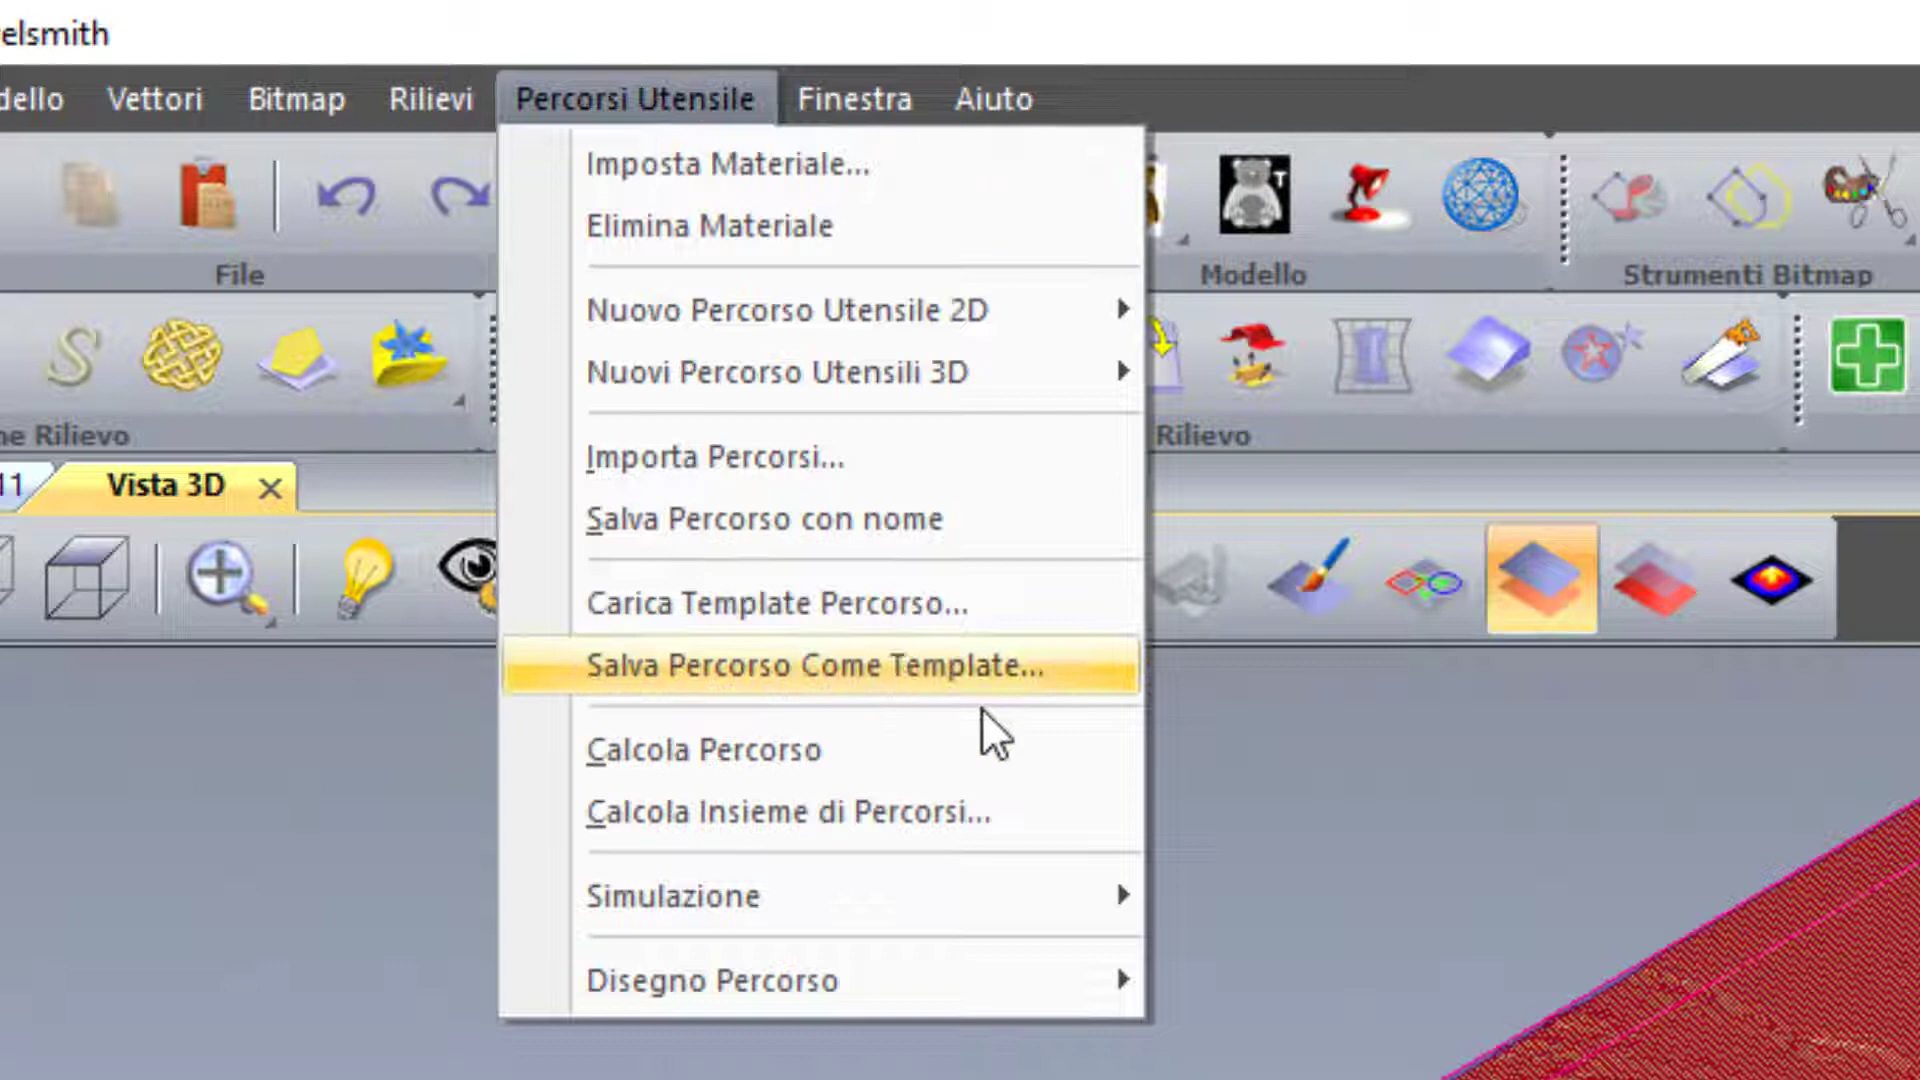 elsmith
dello Vettori Bitmap Rilievi Percorsi Utensile Finestra Aiuto
Imposta Materiale...
Elimina Materiale
Nuovo Percorso Utensile 2D
Nuovi Percorso Utensili 3D
Importa Percorsi...
Salva Percorso con nome
Carica Template Percorso...
Salva Percorso Come Template...
Calcola Percorso
Calcola Insieme di Percorsi...
Simulazione
Disegno Percorso
T
File
Modello
Strumenti Bitmap
S
ne Rilievo
Rilievo
11
Vista 3D